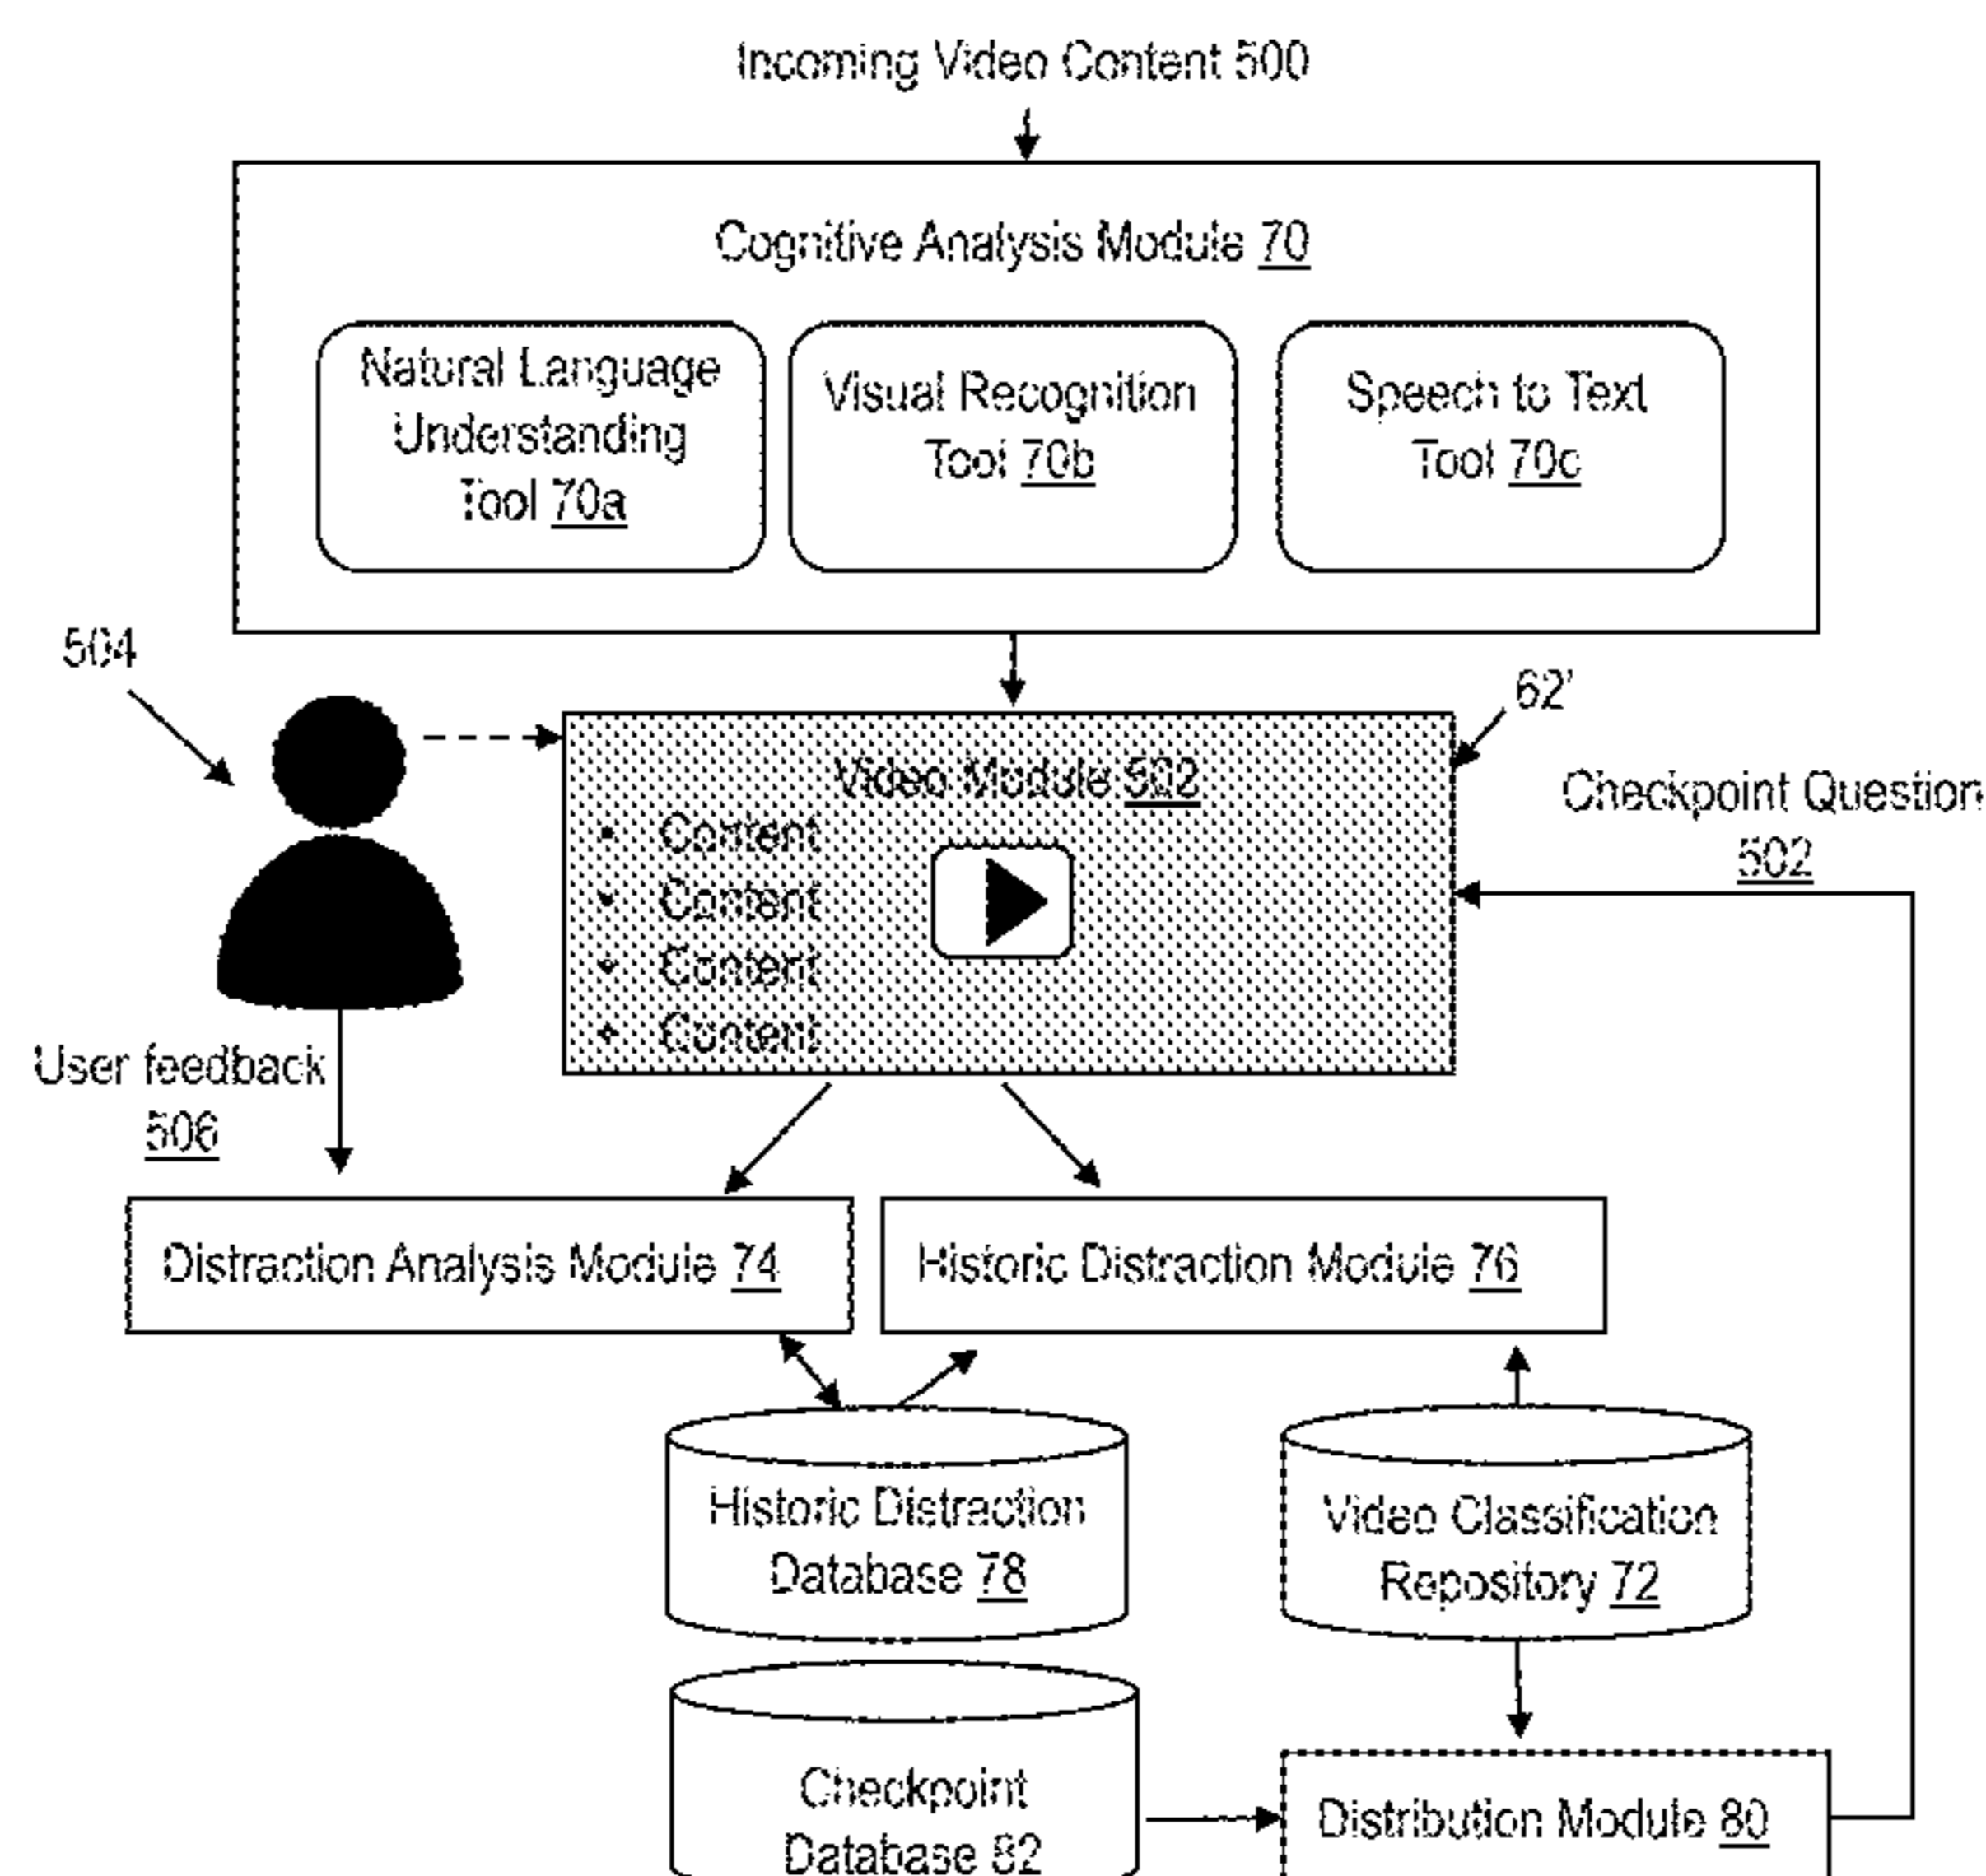 Incoming Video Content 500
Cognitive Analysis Module 70
Natural Language
Understanding
Tool 70a
Visual Recognition
Tool 70b
Speech to Text
Tool 70c
504
62'
Video Module 502
• Content
• Content
• Content
• Content
Checkpoint Question
502
User feedback
506
Distraction Analysis Module 74
Historic Distraction Module 76
Historic Distraction
Database 78
Video Classification
Repository 72
Checkpoint
Database 82
Distribution Module 80